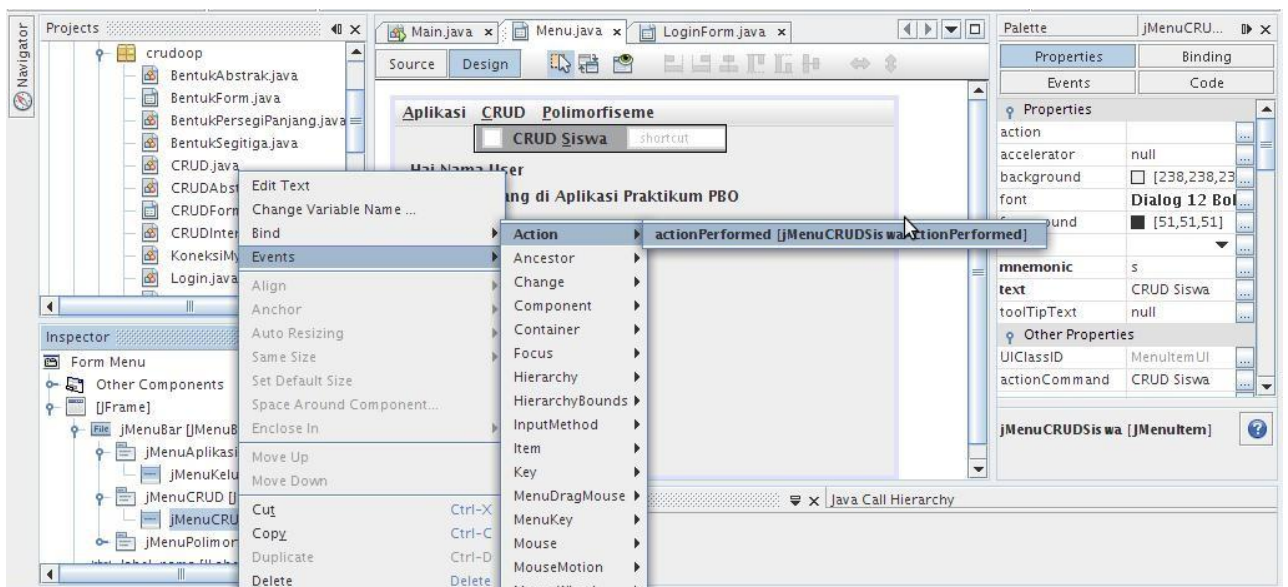 Navigator
Projects
crudoop
BentukAbstrak.java
BentukForm.java
BentukPersegiPanjang.java
BentukSegitiga.java
CRUD.java
CRUDAbst
CRUDForm
CRUDInter
KoneksiMy
Login.java
Inspector
Form Menu
Other Components
[JFrame]
jMenuBar [JMenuB
jMenuAplikasi
jMenuKelu
jMenuCRUD [J
jMenuCRU
jMenuPolimor
Main.java x Menu.java x LoginForm.java x
Source Design
Aplikasi CRUD Polimorfiseme
CRUD Siswa shortcut
Hai Nama User
ang di Aplikasi Praktikum PBO
Edit Text
Change Variable Name ...
Bind
Events
Align
Anchor
Auto Resizing
Same Size
Set Default Size
Space Around Component...
Enclose In
Move Up
Move Down
Cut Ctrl-X
Copy Ctrl-C
Duplicate Ctrl-D
Delete Delete
Action
Ancestor
Change
Component
Container
Focus
Hierarchy
HierarchyBounds
InputMethod
Item
Key
MenuDragMouse
MenuKey
Mouse
MouseMotion
actionPerformed [jMenuCRUDSiswaActionPerformed]
Java Call Hierarchy
Palette jMenuCRU...
Properties Binding
Events Code
Properties
action ...
accelerator null ...
background [238,238,23 ...
font Dialog 12 Bol...
ound [51,51,51] ...
mnemonic s ...
text CRUD Siswa ...
toolTipText null ...
Other Properties
UIClassID MenuItemUI ...
actionCommand CRUD Siswa ...
jMenuCRUDSiswa [JMenuItem]